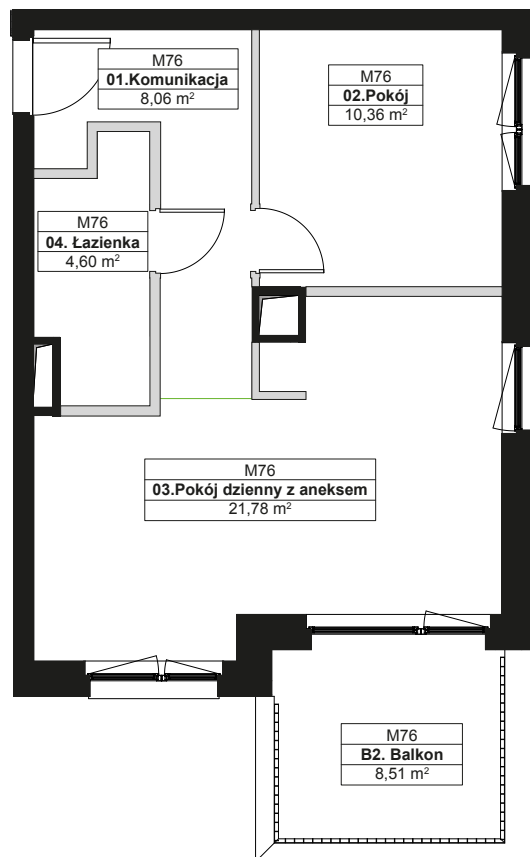 M76
01.Komunikacja
8,06 m²
M76
02.Pokój
10,36 m²
M76
04. Łazienka
4,60 m²
M76
03.Pokój dzienny z aneksem
21,78 m²
M76
B2. Balkon
8,51 m²